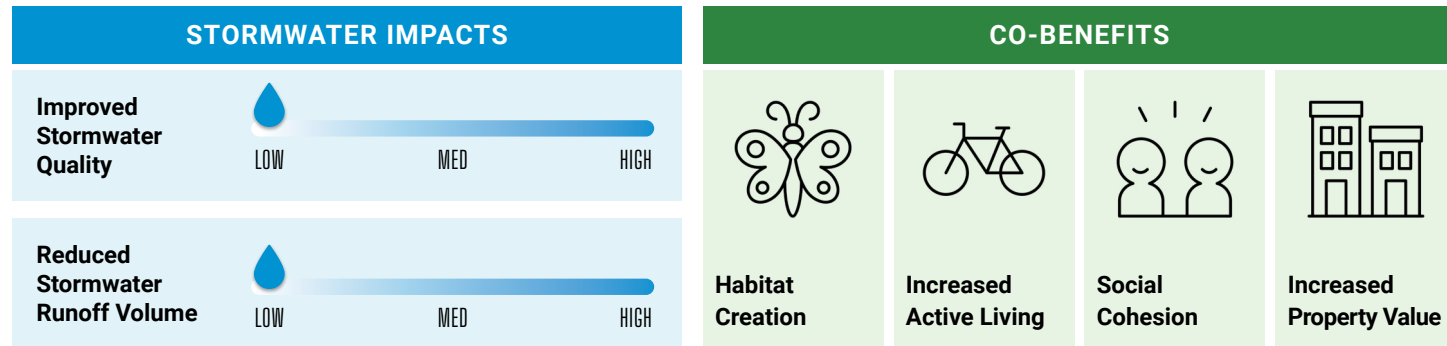 STORMWATER IMPACTS
Improved
Stormwater
Quality
LOW MED HIGH
Reduced
Stormwater
Runoff Volume
LOW MED HIGH
CO-BENEFITS
Habitat
Creation
Increased
Active Living
Social
Cohesion
Increased
Property Value